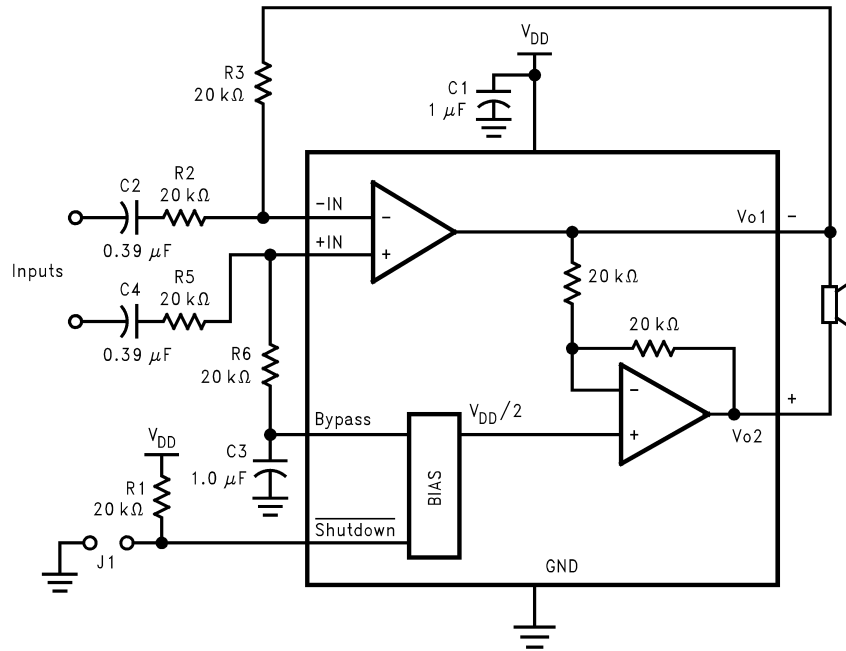 V_DD
R3
20 kΩ
C1
1 μF
C2
R2
20 kΩ
-IN
-
Vo1
-
0.39 μF
+IN
+
Inputs
R5
20 kΩ
C4
0.39 μF
20 kΩ
20 kΩ
R6
20 kΩ
-
+
Bypass
V_DD/2
+
Vo2
V_DD
C3
1.0 μF
BIAS
R1
20 kΩ
Shutdown
J1
GND